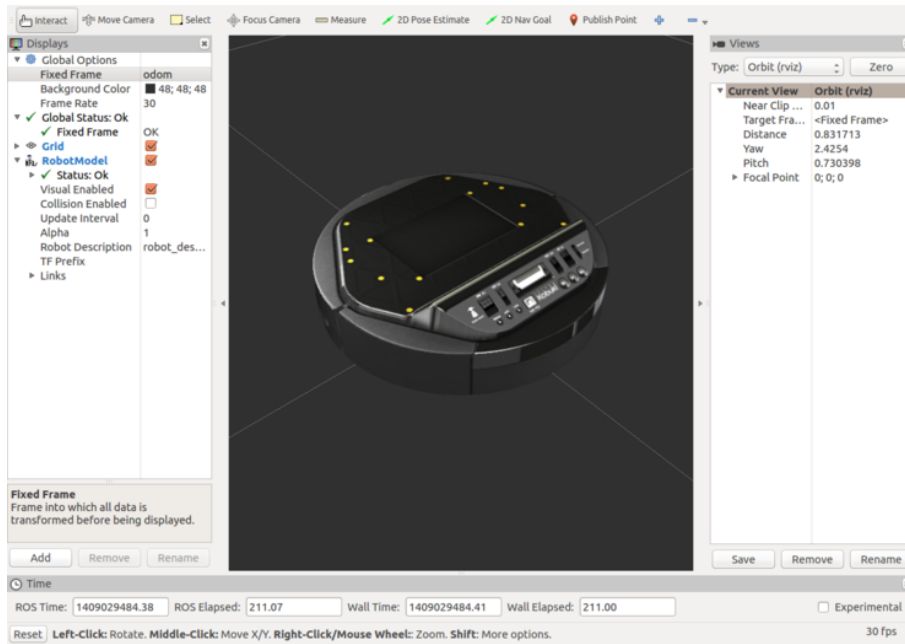 Interact Move Camera Select Focus Camera Measure 2D Pose Estimate 2D Nav Goal Publish Point
Displays
Global Options
Fixed Frame odom
Background Color 48; 48; 48
Frame Rate 30
Global Status: Ok
Fixed Frame OK
Grid
RobotModel
Status: Ok
Visual Enabled
Collision Enabled
Update Interval 0
Alpha 1
Robot Description robot_des...
TF Prefix
Links
Fixed Frame
Frame into which all data is
transformed before being displayed.
Add Remove Rename
kobuki
Views
Type: Orbit (rviz) Zero
Current View Orbit (rviz)
Near Clip ... 0.01
Target Fra... <Fixed Frame>
Distance 0.831713
Yaw 2.4254
Pitch 0.730398
Focal Point 0; 0; 0
Save Remove Rename
Time
ROS Time: 1409029484.38 ROS Elapsed: 211.07 Wall Time: 1409029484.41 Wall Elapsed: 211.00 Experimental
Reset Left-Click: Rotate. Middle-Click: Move X/Y. Right-Click/Mouse Wheel:: Zoom. Shift: More options. 30 fps